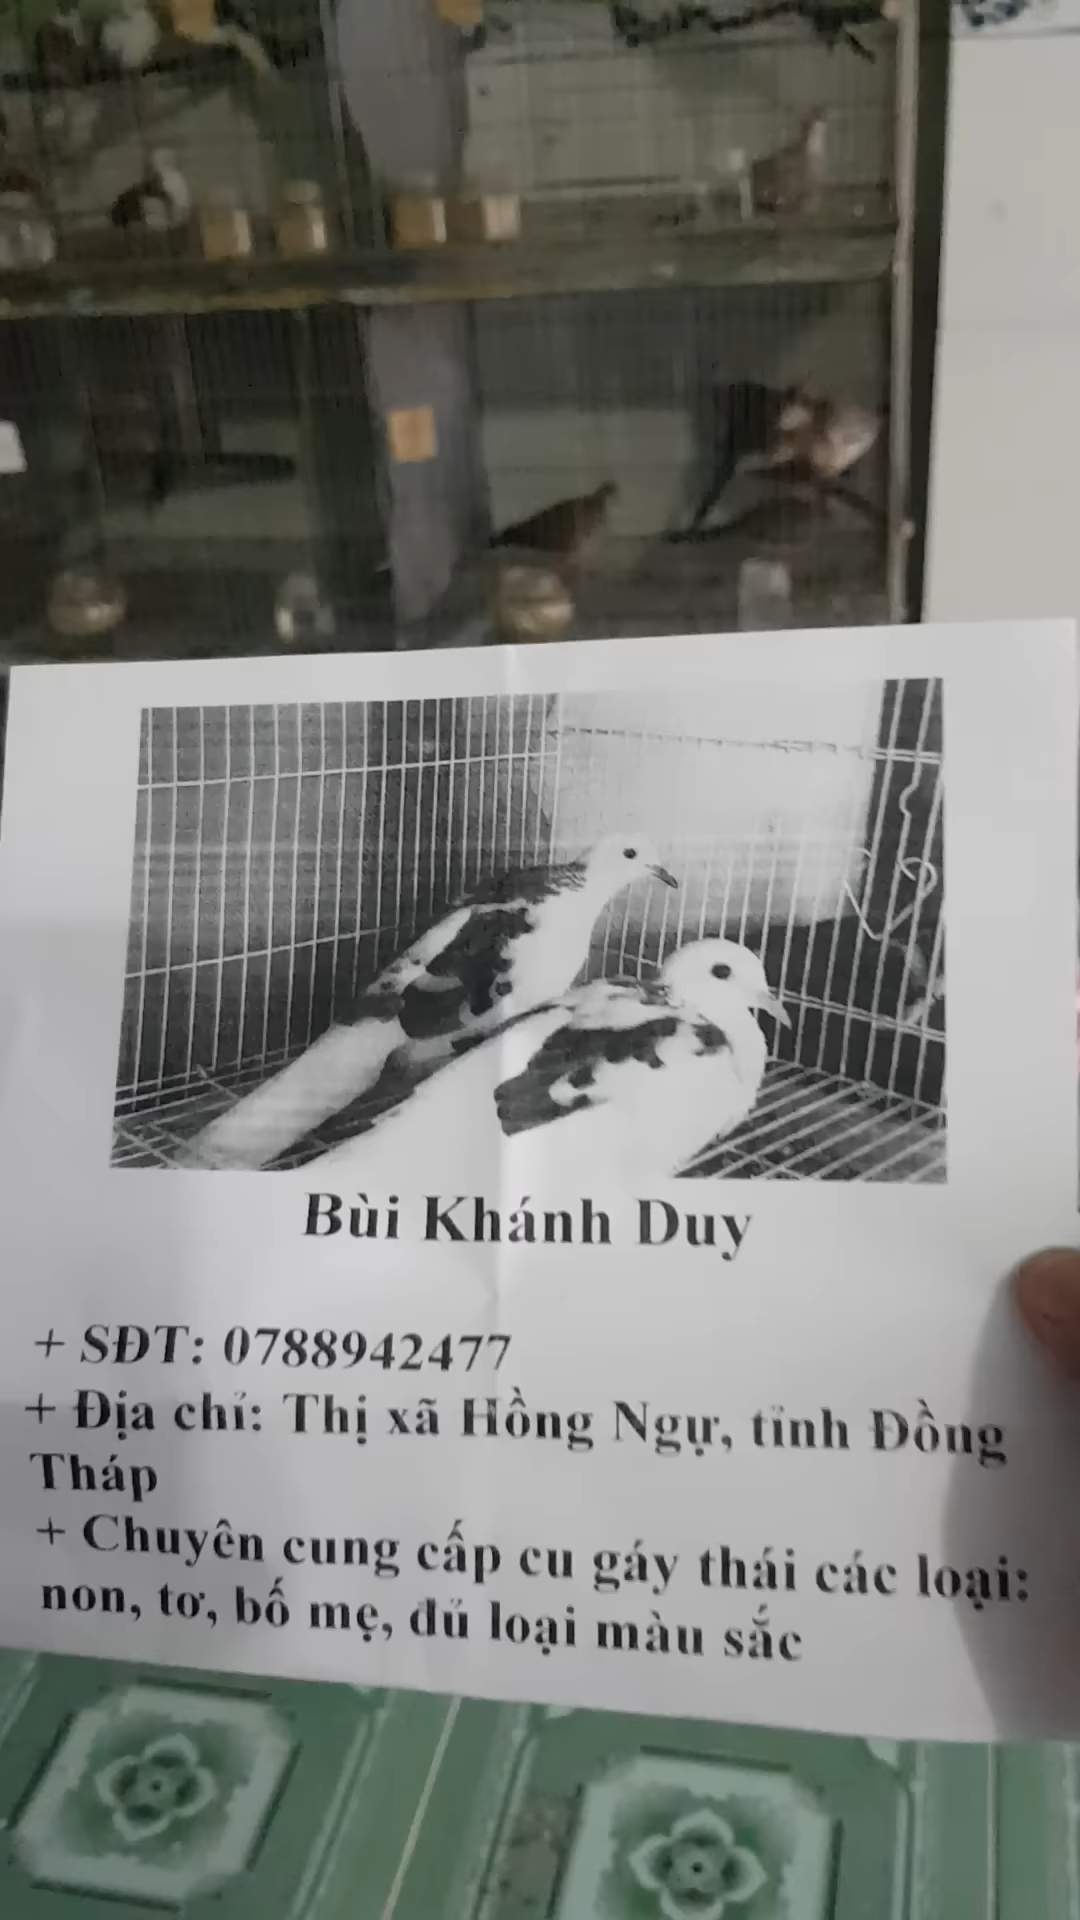 Bùi Khánh Duy
+ SĐT: 0788942477
+ Địa chỉ: Thị xã Hồng Ngự, tỉnh Đồng
Tháp
+ Chuyên cung cấp cu gáy thái các loại:
non, tơ, bố mẹ, đủ loại màu sắc